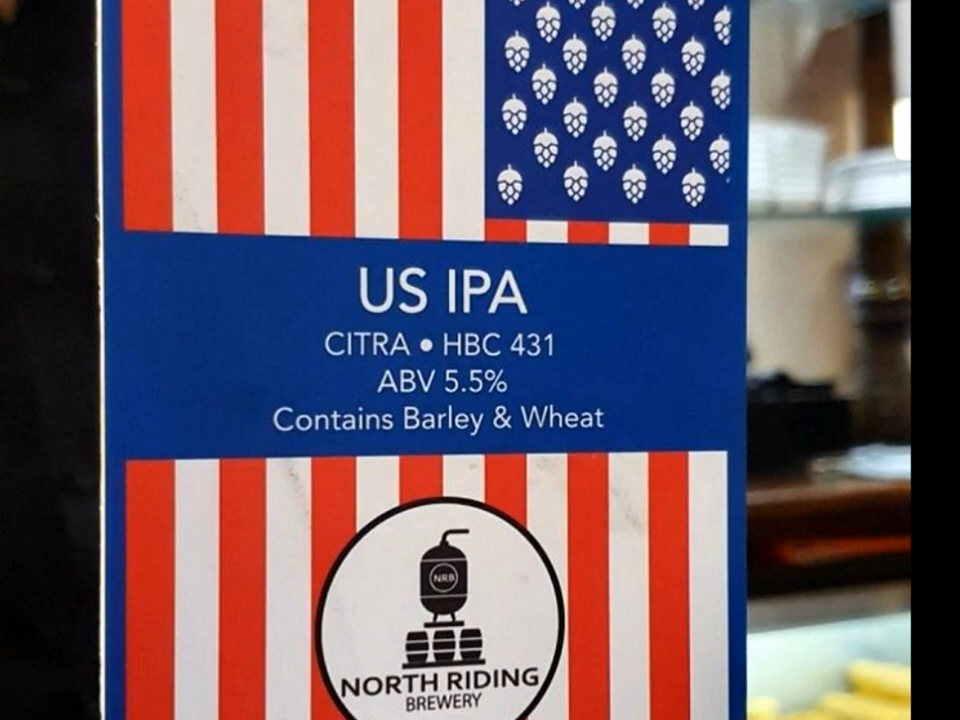 US IPA
CITRA • HBC 431
ABV 5.5%
Contains Barley & Wheat
NRB
NORTH RIDING
BREWERY